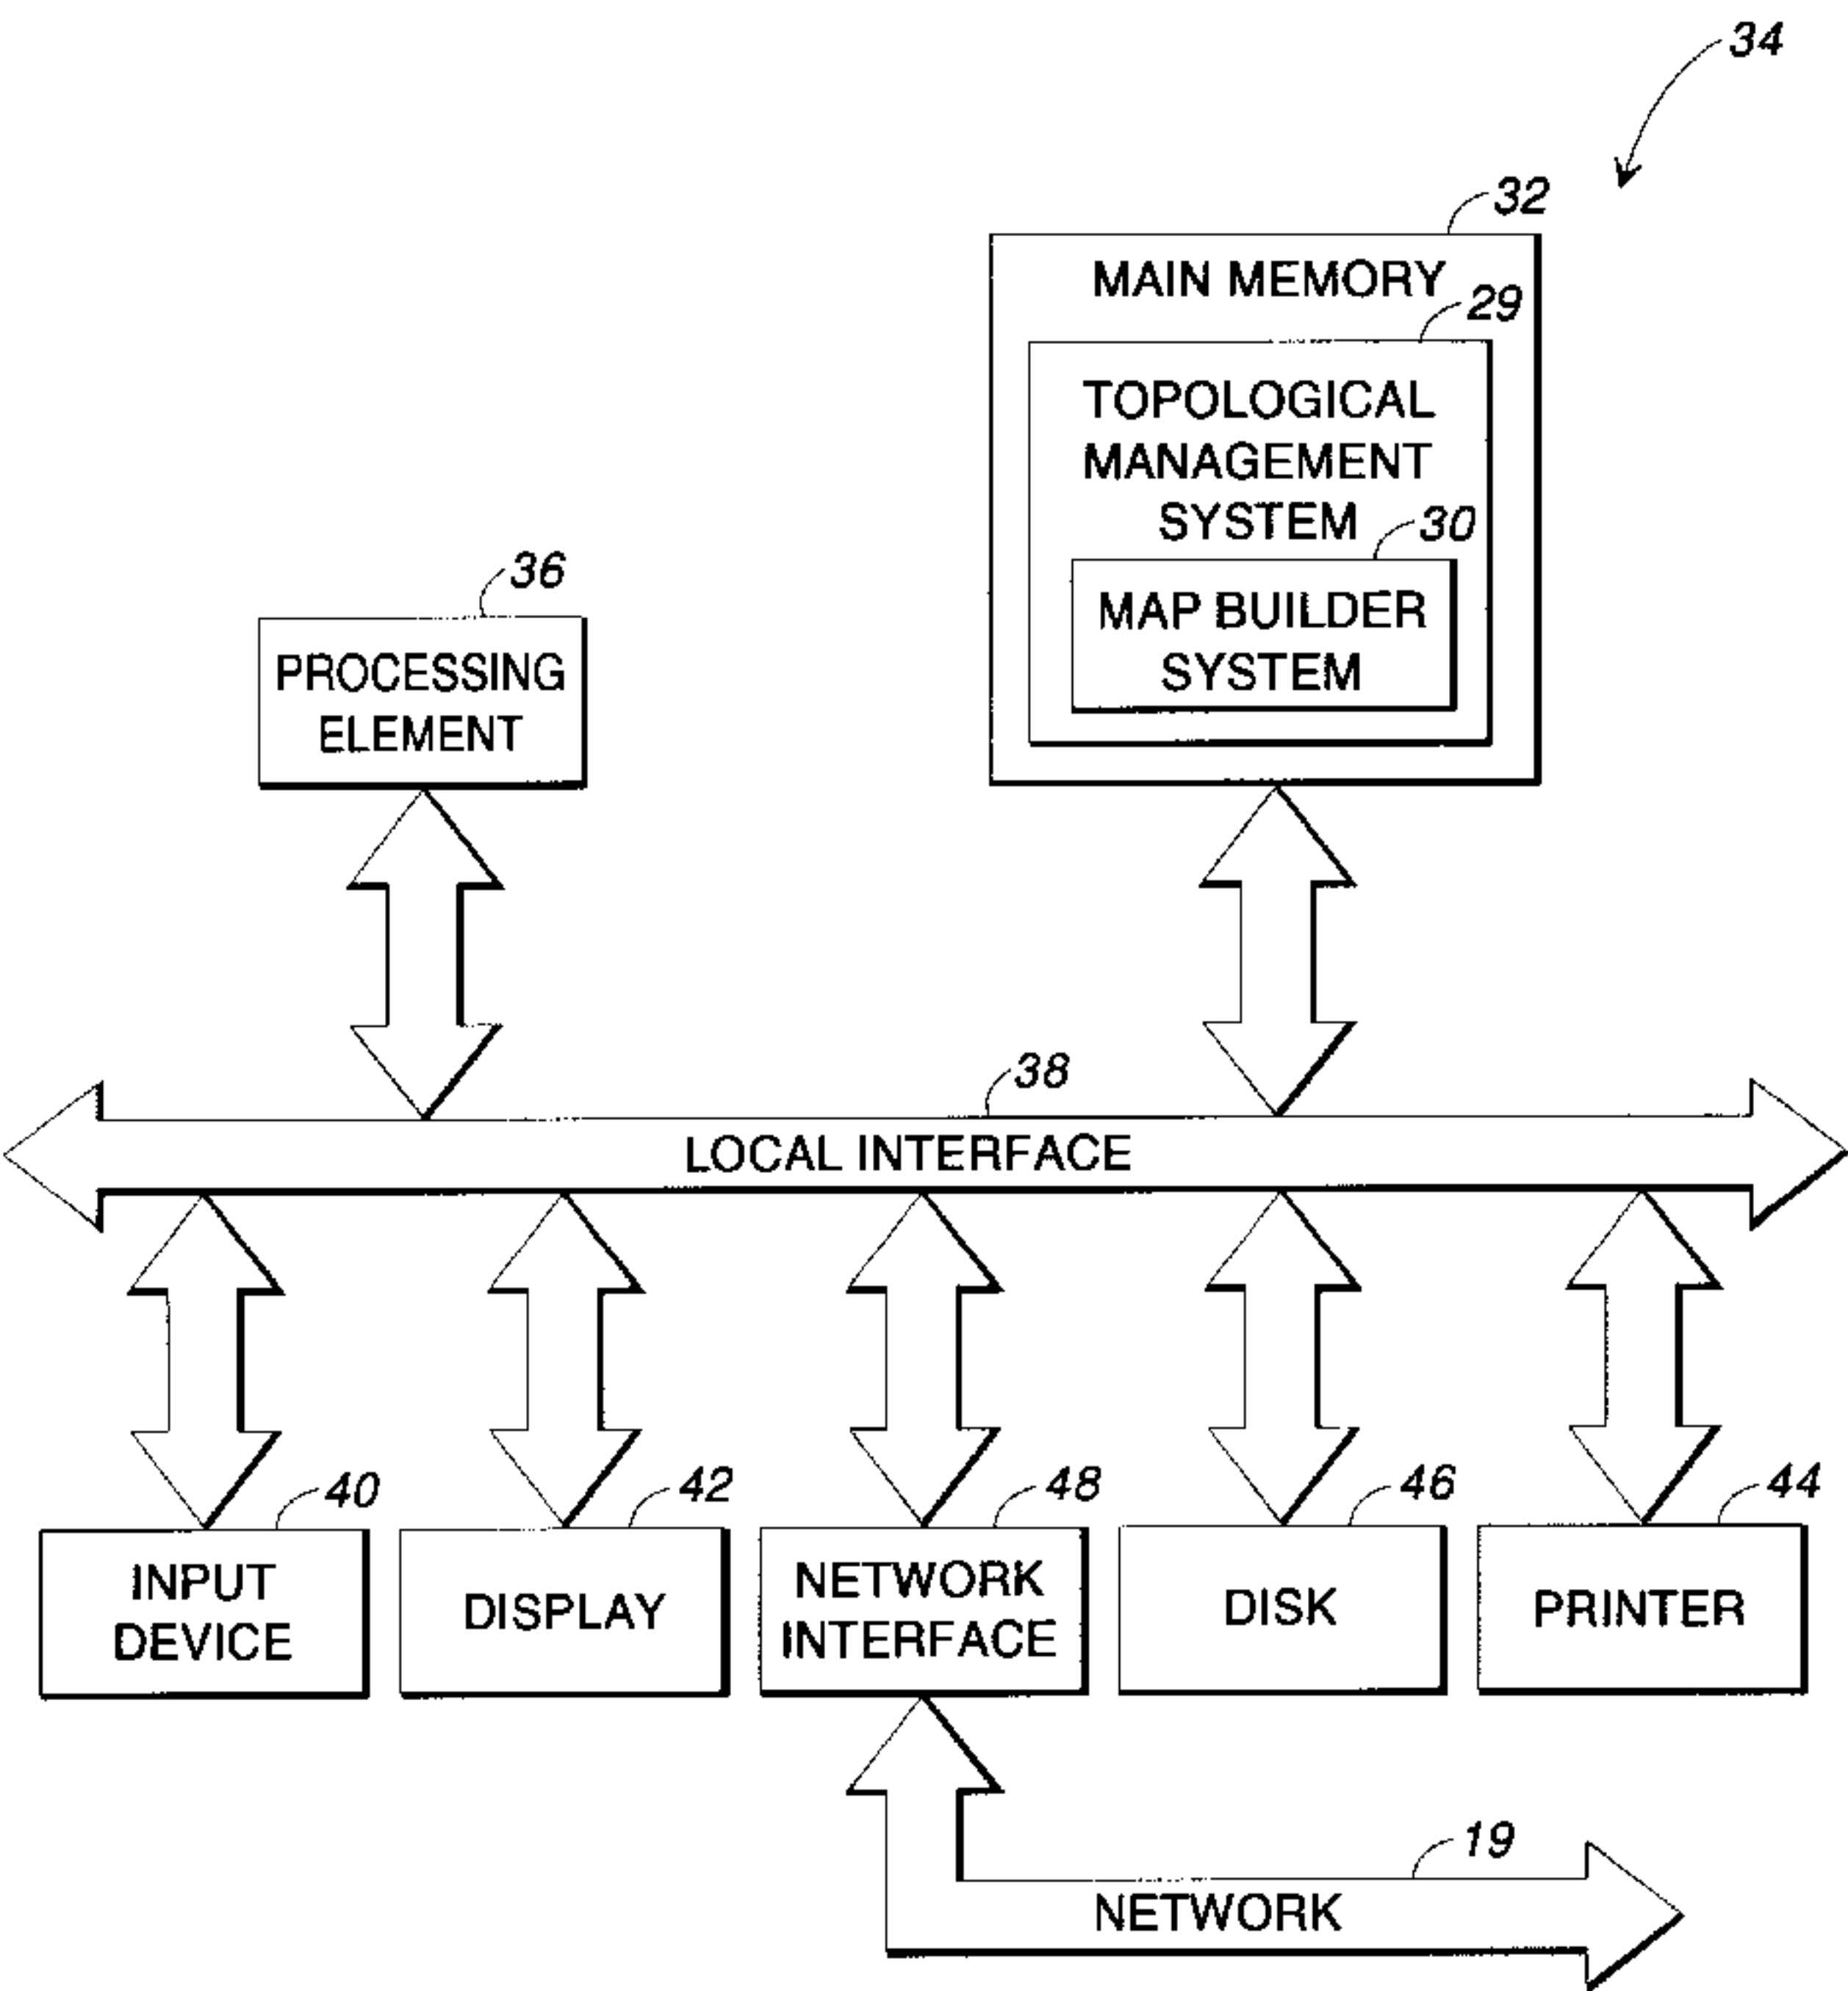 34
32
MAIN MEMORY
29
TOPOLOGICAL
MANAGEMENT
SYSTEM
30
MAP BUILDER
SYSTEM
36
PROCESSING
ELEMENT
38
LOCAL INTERFACE
40
INPUT
DEVICE
42
DISPLAY
48
NETWORK
INTERFACE
46
DISK
44
PRINTER
19
NETWORK